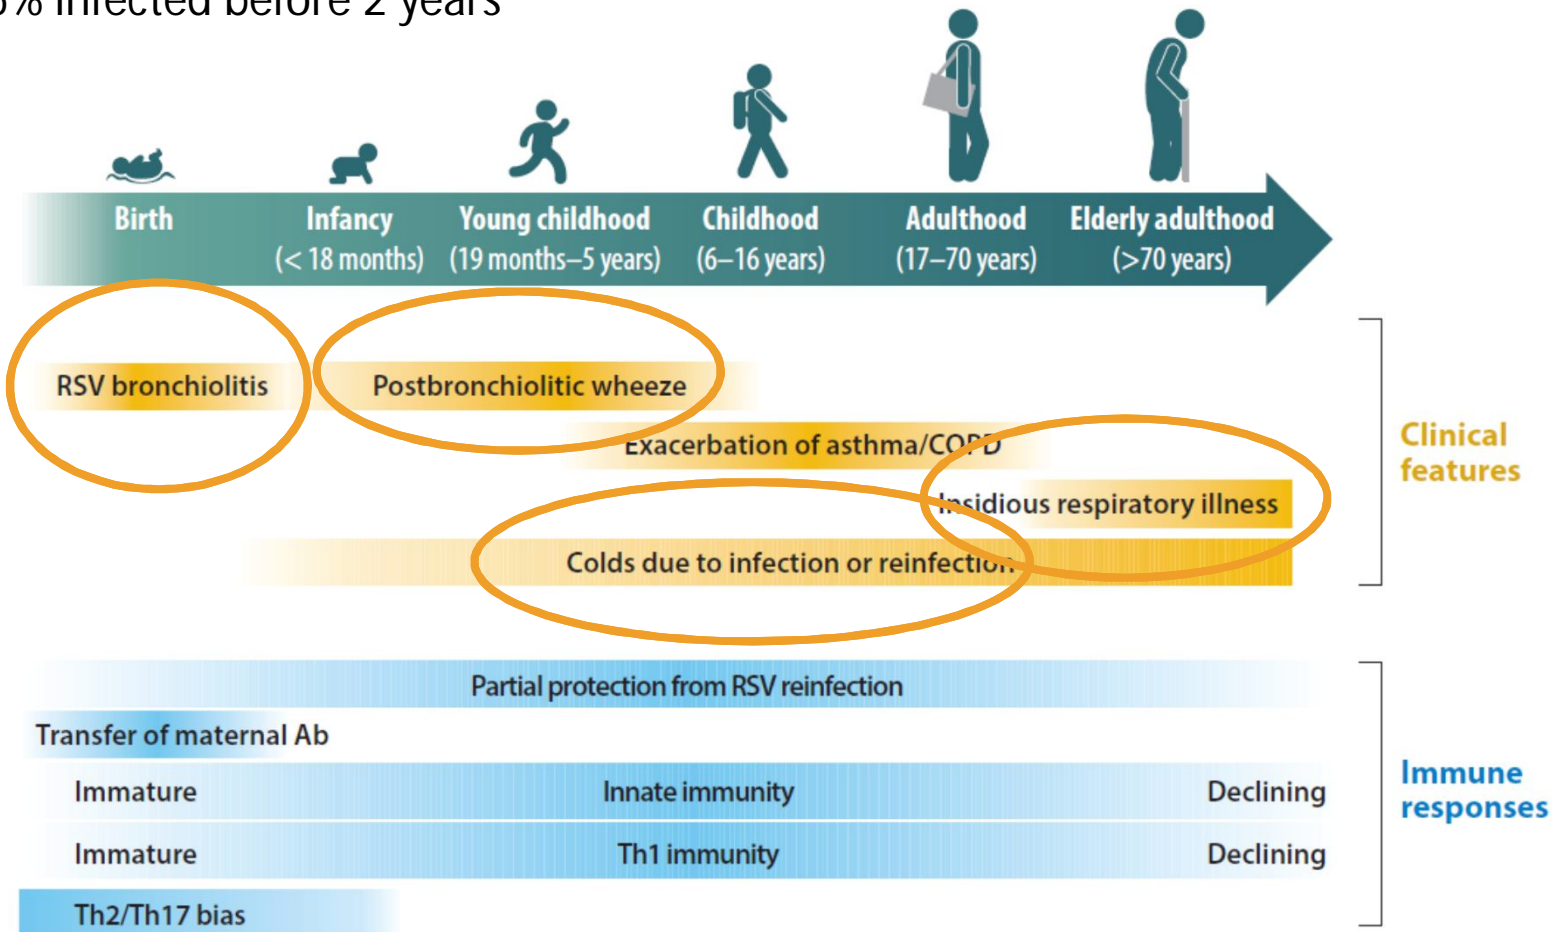 % infected before 2 years
Birth
Infancy
(< 18 months)
Young childhood
(19 months–5 years)
Childhood
(6–16 years)
Adulthood
(17–70 years)
Elderly adulthood
(>70 years)
RSV bronchiolitis
Postbronchiolitic wheeze
Exacerbation of asthma/COPD
Insidious respiratory illness
Colds due to infection or reinfection
Clinical
features
Partial protection from RSV reinfection
Transfer of maternal Ab
Immature Innate immunity Declining
Immature Th1 immunity Declining
Th2/Th17 bias
Immune
responses